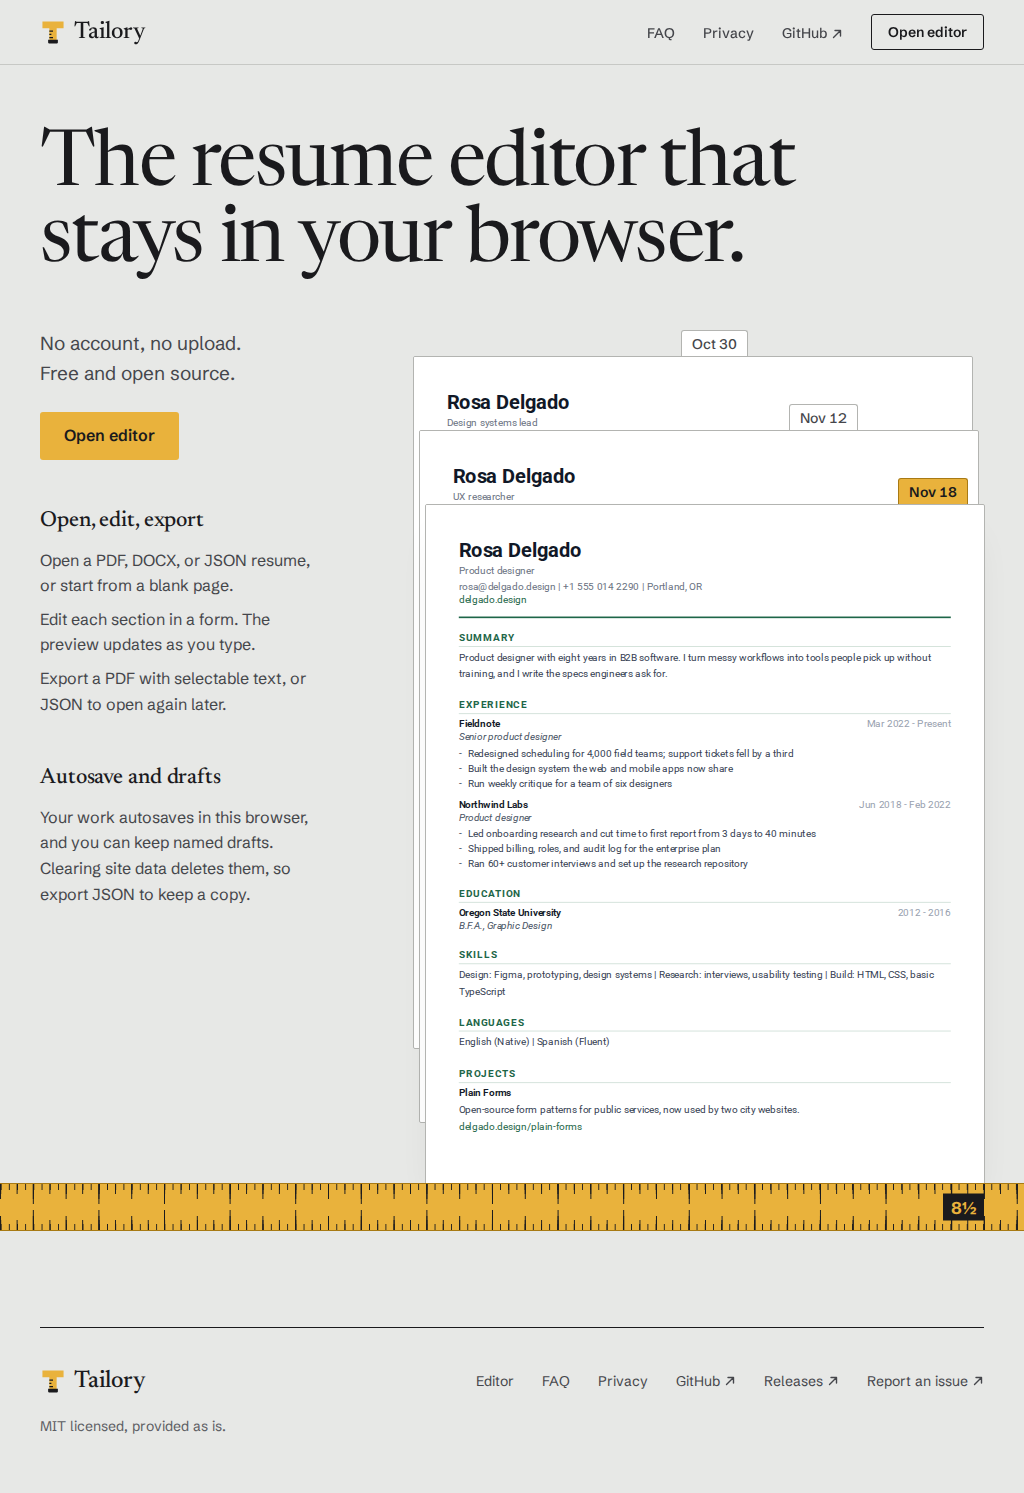 Tailory
FAQ
Privacy
GitHub ↗
Open editor
The resume editor that
stays in your browser.
No account, no upload.
Free and open source.
Open editor
Open, edit, export
Open a PDF, DOCX, or JSON resume,
or start from a blank page.
Edit each section in a form. The
preview updates as you type.
Export a PDF with selectable text, or
JSON to open again later.
Autosave and drafts
Your work autosaves in this browser,
and you can keep named drafts.
Clearing site data deletes them, so
export JSON to keep a copy.
Oct 30
Rosa Delgado
Design systems lead
Nov 12
Rosa Delgado
UX researcher
Nov 18
Rosa Delgado
Product designer
rosa@delgado.design | +1 555 014 2290 | Portland, OR
delgado.design
SUMMARY
Product designer with eight years in B2B software. I turn messy workflows into tools people pick up without
training, and I write the specs engineers ask for.
EXPERIENCE
Fieldnote Mar 2022 - Present
Senior product designer
- Redesigned scheduling for 4,000 field teams; support tickets fell by a third
- Built the design system the web and mobile apps now share
- Run weekly critique for a team of six designers
Northwind Labs Jun 2018 - Feb 2022
Product designer
- Led onboarding research and cut time to first report from 3 days to 40 minutes
- Shipped billing, roles, and audit log for the enterprise plan
- Ran 60+ customer interviews and set up the research repository
EDUCATION
Oregon State University 2012 - 2016
B.F.A., Graphic Design
SKILLS
Design: Figma, prototyping, design systems | Research: interviews, usability testing | Build: HTML, CSS, basic
TypeScript
LANGUAGES
English (Native) | Spanish (Fluent)
PROJECTS
Plain Forms
Open-source form patterns for public services, now used by two city websites.
delgado.design/plain-forms
8½
Tailory
Editor
FAQ
Privacy
GitHub ↗
Releases ↗
Report an issue ↗
MIT licensed, provided as is.